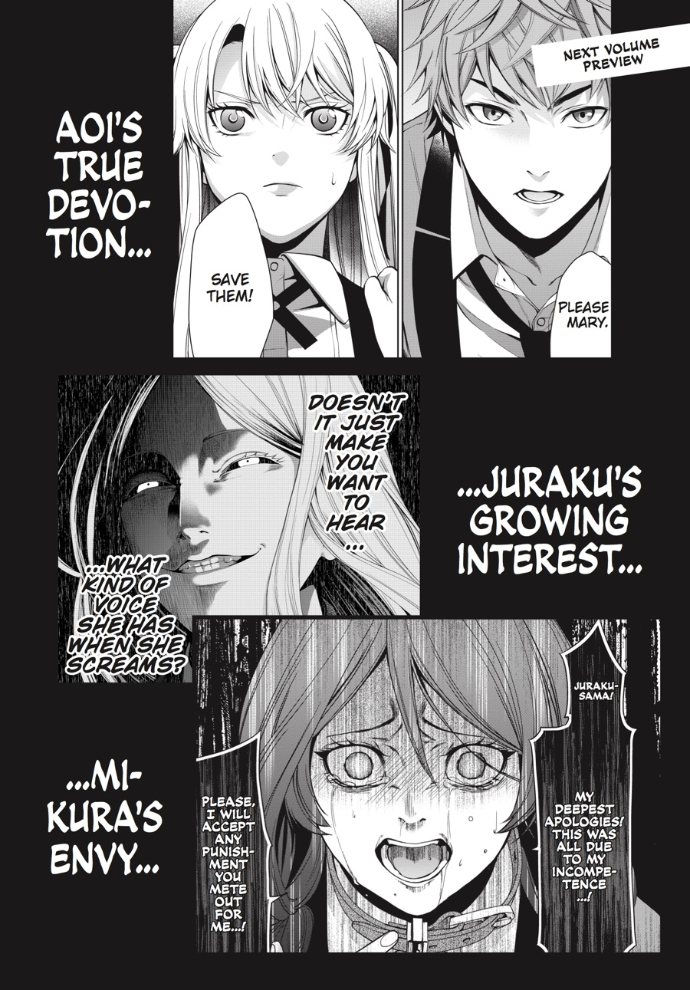 NEXT VOLUME
PREVIEW
AOI'S
TRUE
DEVO-
TION...
PLEASE
MARY.
SAVE
THEM!
DOESN'T
IT JUST
MAKE
YOU
WANT
TO
HEAR
...
...WHAT
KIND OF
VOICE
SHE HAS
WHEN SHE
SCREAMS?
...JURAKU'S
GROWING
INTEREST...
JURAKU-
SAMA!
MY
DEEPEST
APOLOGIES!
THIS WAS
ALL DUE
TO MY
INCOMPE-
TENCE
...!
PLEASE,
I WILL
ACCEPT
ANY
PUNISH-
MENT
YOU
METE
OUT
FOR
ME...!
...MI-
KURA'S
ENVY...